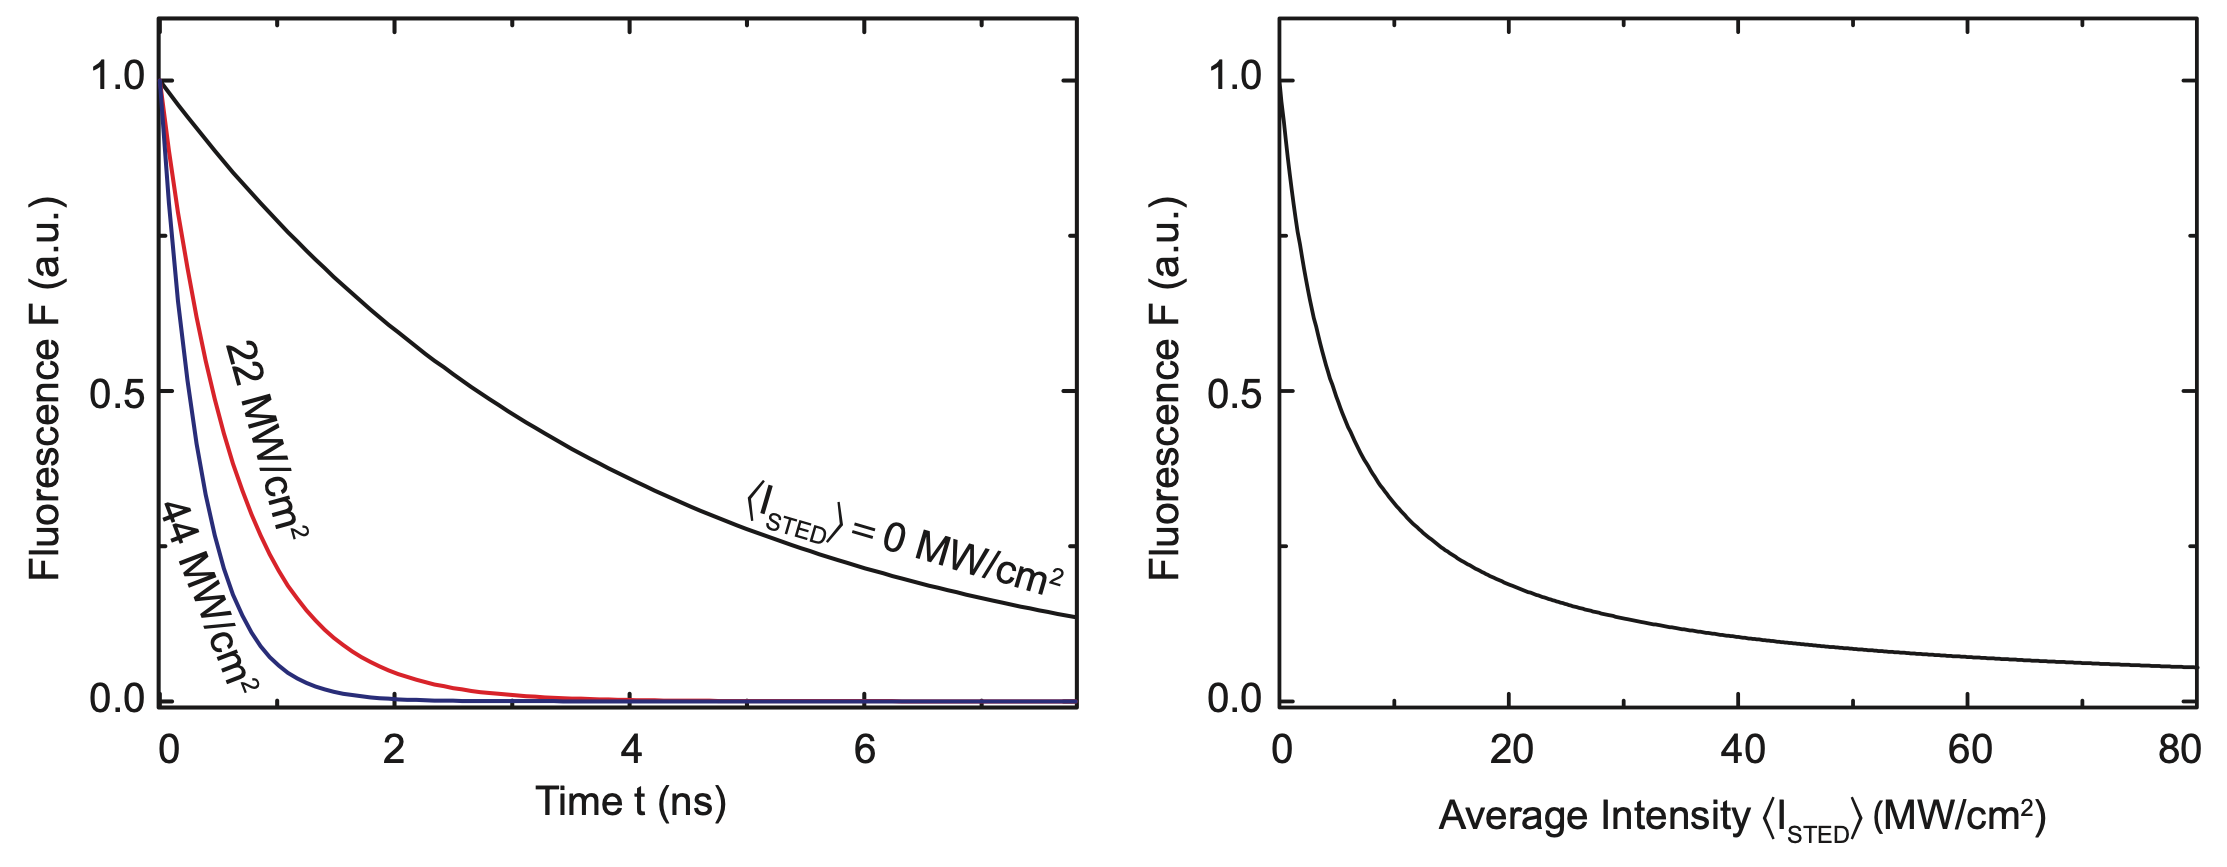 Fluorescence F (a.u.)
1.0
0.5
0.0
22 MW/cm²
44 MW/cm²
⟨I_STED⟩ = 0 MW/cm²
0 2 4 6
Time t (ns)
Fluorescence F (a.u.)
1.0
0.5
0.0
0 20 40 60 80
Average Intensity ⟨I_STED⟩ (MW/cm²)